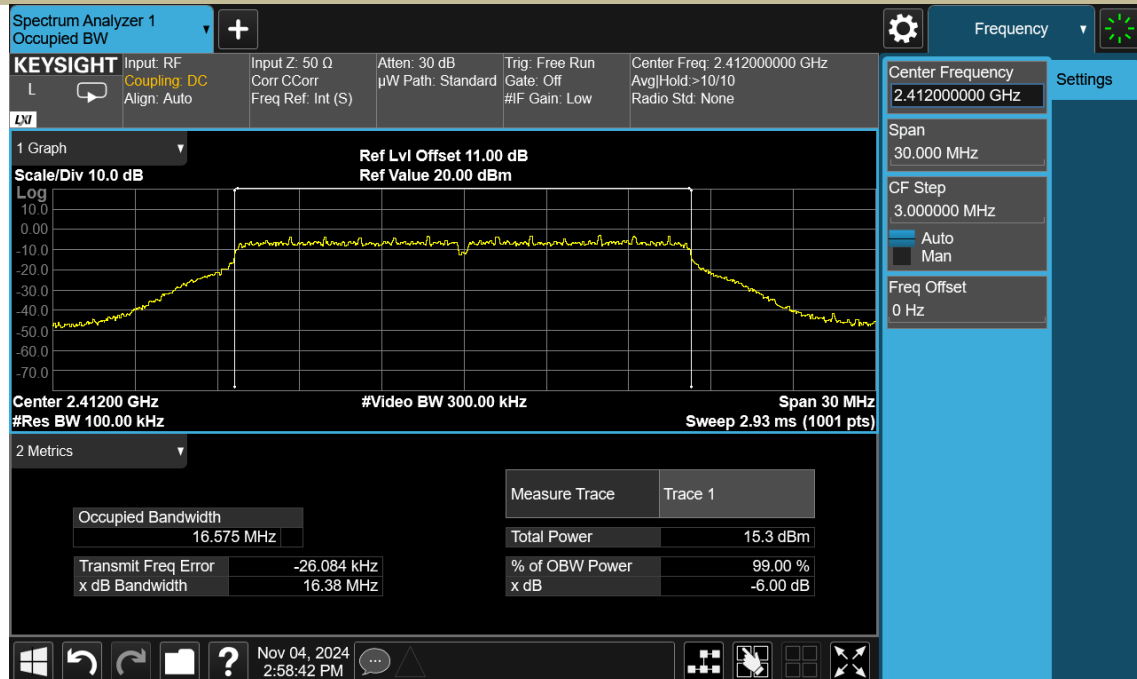 Spectrum Analyzer 1
Occupied BW
+
Frequency
KEYSIGHT
L
LXI
Input: RF
Coupling: DC
Align: Auto
Input Z: 50 Ω
Corr CCorr
Freq Ref: Int (S)
Atten: 30 dB
µW Path: Standard
Trig: Free Run
Gate: Off
#IF Gain: Low
Center Freq: 2.412000000 GHz
Avg|Hold:>10/10
Radio Std: None
Center Frequency
2.412000000 GHz
Settings
Span
30.000 MHz
CF Step
3.000000 MHz
Auto
Man
Freq Offset
0 Hz
1 Graph
Scale/Div 10.0 dB
Ref Lvl Offset 11.00 dB
Ref Value 20.00 dBm
Log
10.0
0.00
-10.0
-20.0
-30.0
-40.0
-50.0
-60.0
-70.0
Center 2.41200 GHz
#Video BW 300.00 kHz
Span 30 MHz
#Res BW 100.00 kHz
Sweep 2.93 ms (1001 pts)
2 Metrics
Measure Trace Trace 1
Occupied Bandwidth
16.575 MHz
Total Power 15.3 dBm
Transmit Freq Error -26.084 kHz
% of OBW Power 99.00 %
x dB Bandwidth 16.38 MHz
x dB -6.00 dB
?
Nov 04, 2024
2:58:42 PM